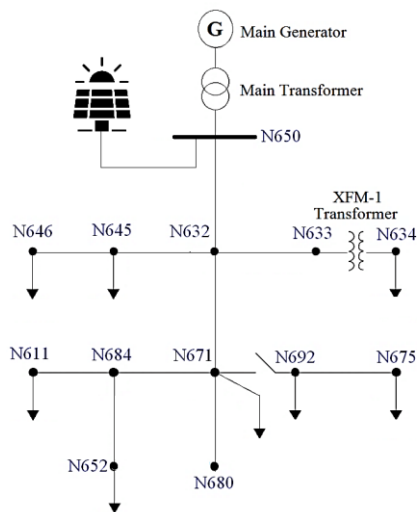 G
Main Generator
Main Transformer
N650
XFM-1
Transformer
N646
N645
N632
N633
N634
N611
N684
N671
N692
N675
N652
N680